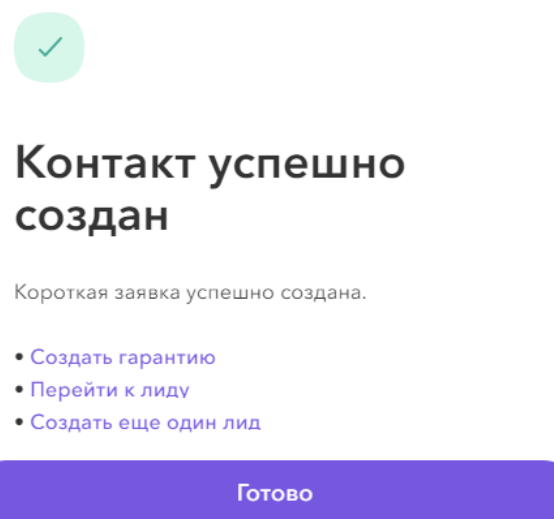 Контакт успешно
создан
Короткая заявка успешно создана.
• Создать гарантию
• Перейти к лиду
• Создать еще один лид
Готово